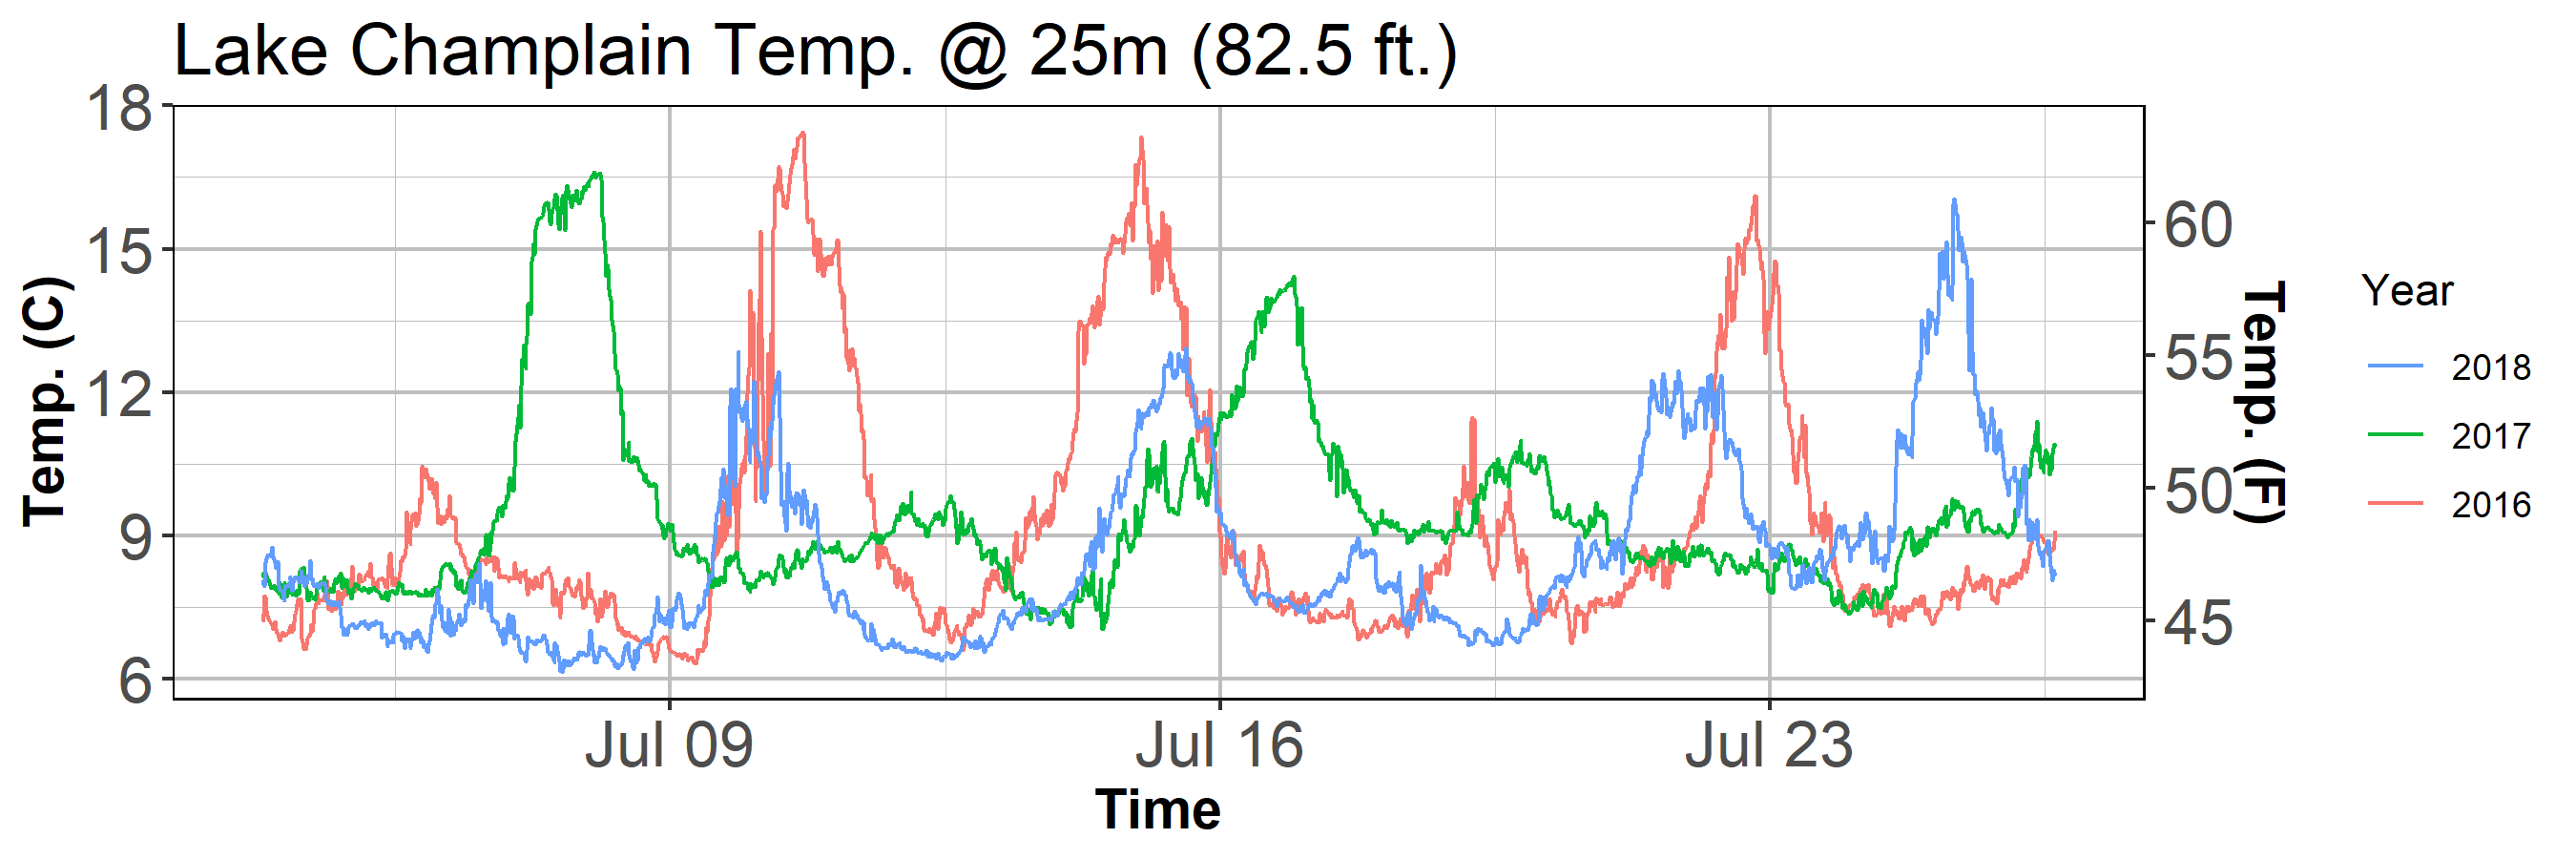 Lake Champlain Temp. @ 25m (82.5 ft.)
Temp. (C)
18
15
12
9
6
60
55
50
45
Temp. (F)
Year
2018
2017
2016
Jul 09 Jul 16 Jul 23
Time